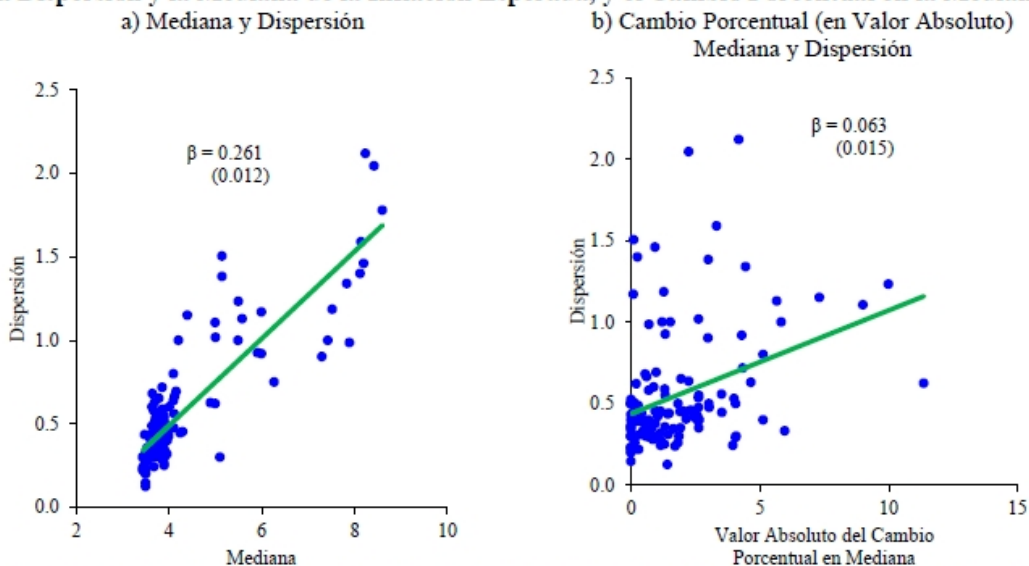 a) Mediana y Dispersión
b) Cambio Porcentual (en Valor Absoluto)
Mediana y Dispersión
2.5
2.0
1.5
1.0
0.5
0.0
Dispersión
β = 0.261
(0.012)
2
4
6
8
10
Mediana
2.5
2.0
1.5
1.0
0.5
0.0
Dispersión
β = 0.063
(0.015)
0
5
10
15
Valor Absoluto del Cambio
Porcentual en Mediana